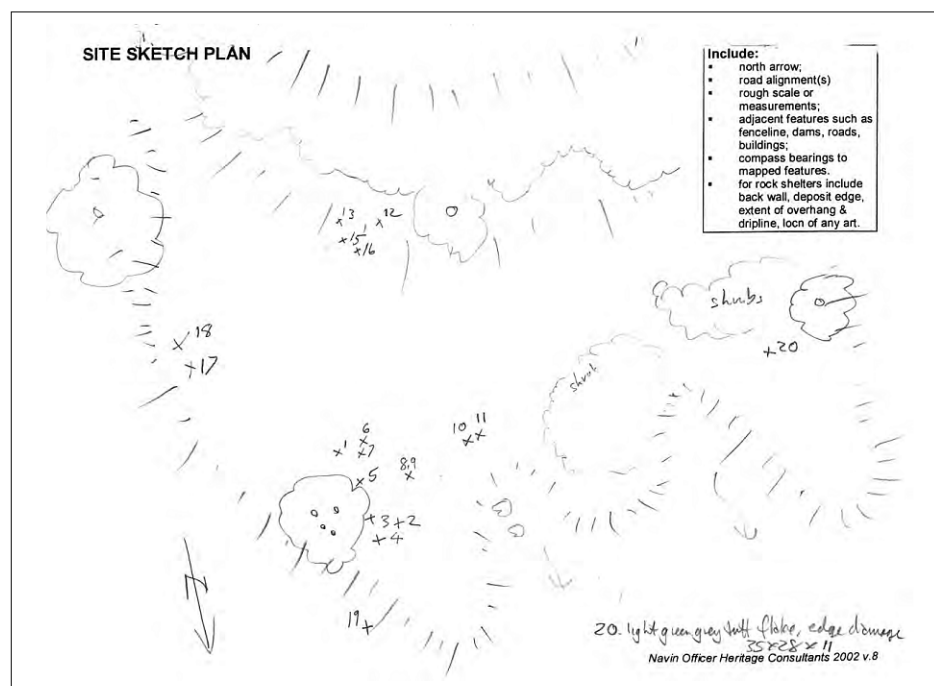 SITE SKETCH PLAN
Include:
▪ north arrow;
▪ road alignment(s)
▪ rough scale or
measurements;
▪ adjacent features such as
fenceline, dams, roads,
buildings;
▪ compass bearings to
mapped features.
▪ for rock shelters include
back wall, deposit edge,
extent of overhang &
dripline, locn of any art.
13 12
15
16
shrubs
18
20
17
shrub
6
10 11
1
7
8,9
5
3 2
4
19
20. light green grey tuff flake, edge damage
35x28x11
Navin Officer Heritage Consultants 2002 v.8